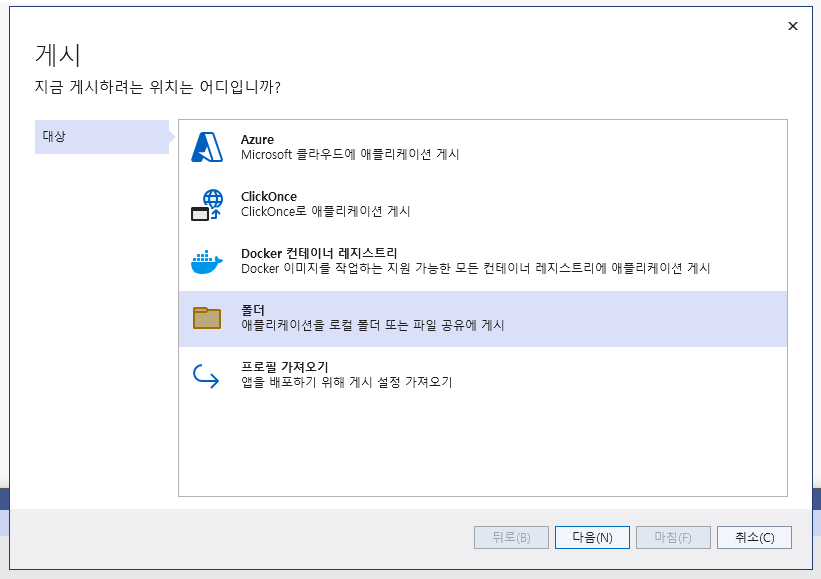 게시
지금 게시하려는 위치는 어디입니까?
대상
Azure
Microsoft 클라우드에 애플리케이션 게시
ClickOnce
ClickOnce로 애플리케이션 게시
Docker 컨테이너 레지스트리
Docker 이미지를 작업하는 지원 가능한 모든 컨테이너 레지스트리에 애플리케이션 게시
폴더
애플리케이션을 로컬 폴더 또는 파일 공유에 게시
프로필 가져오기
앱을 배포하기 위해 게시 설정 가져오기
뒤로(B)
다음(N)
마침(F)
취소(C)